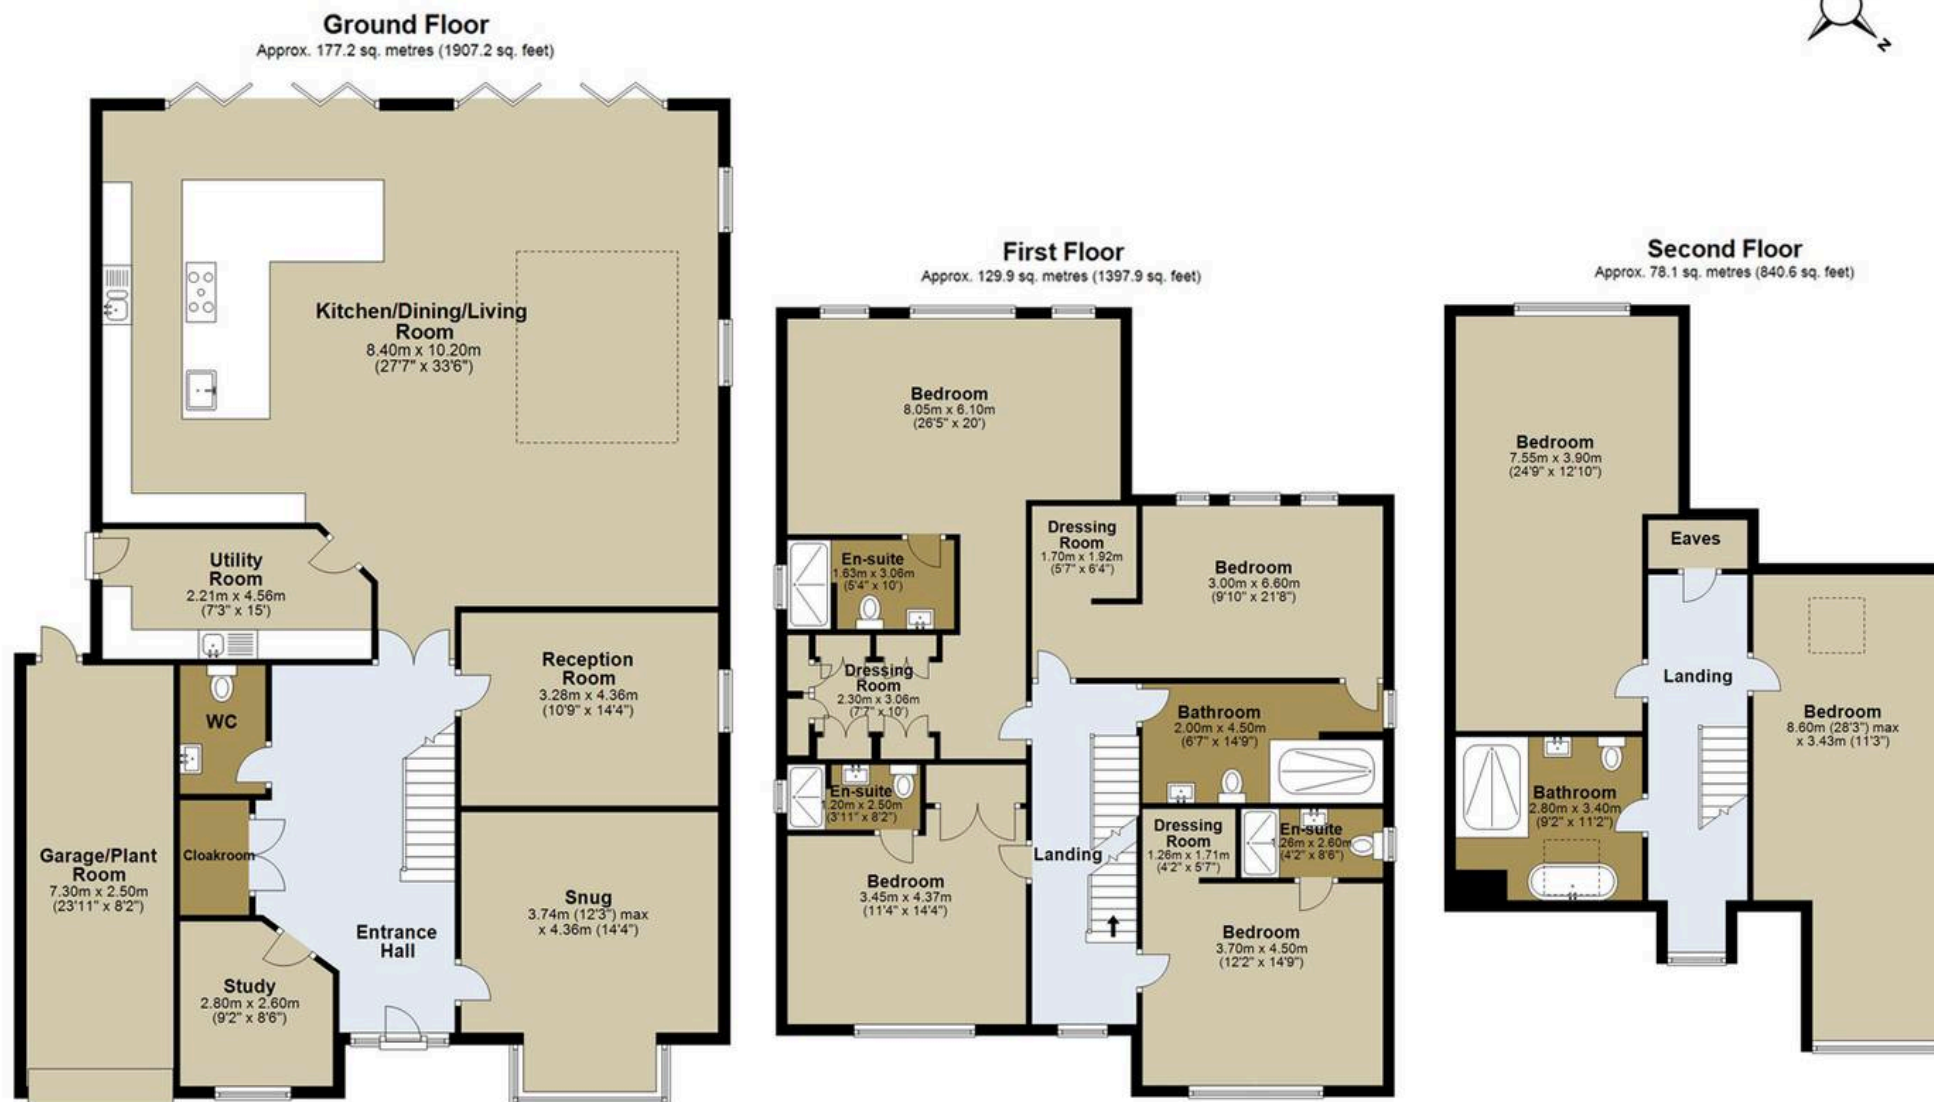 Ground Floor
Approx. 177.2 sq. metres (1907.2 sq. feet)
Kitchen/Dining/Living
Room
8.40m x 10.20m
(27'7" x 33'6")
Utility
Room
2.21m x 4.56m
(7'3" x 15')
Reception
Room
3.28m x 4.36m
(10'9" x 14'4")
WC
Cloakroom
Garage/Plant
Room
7.30m x 2.50m
(23'11" x 8'2")
Snug
3.74m (12'3") max
x 4.36m (14'4")
Entrance
Hall
Study
2.80m x 2.60m
(9'2" x 8'6")
First Floor
Approx. 129.9 sq. metres (1397.9 sq. feet)
Bedroom
8.05m x 6.10m
(26'5" x 20')
Dressing
Room
1.70m x 1.92m
(5'7" x 6'4")
En-suite
1.63m x 3.06m
(5'4" x 10')
Bedroom
3.00m x 6.60m
(9'10" x 21'8")
Dressing
Room
2.30m x 3.06m
(7'7" x 10')
Bathroom
2.00m x 4.50m
(6'7" x 14'9")
En-suite
1.20m x 2.50m
(3'11" x 8'2")
Dressing
Room
1.26m x 1.71m
(4'2" x 5'7")
En-suite
1.26m x 2.60m
(4'2" x 8'6")
Landing
Bedroom
3.45m x 4.37m
(11'4" x 14'4")
Bedroom
3.70m x 4.50m
(12'2" x 14'9")
N
Second Floor
Approx. 78.1 sq. metres (840.6 sq. feet)
Bedroom
7.55m x 3.90m
(24'9" x 12'10")
Eaves
Landing
Bedroom
8.60m (28'3") max
x 3.43m (11'3")
Bathroom
2.80m x 3.40m
(9'2" x 11'2")